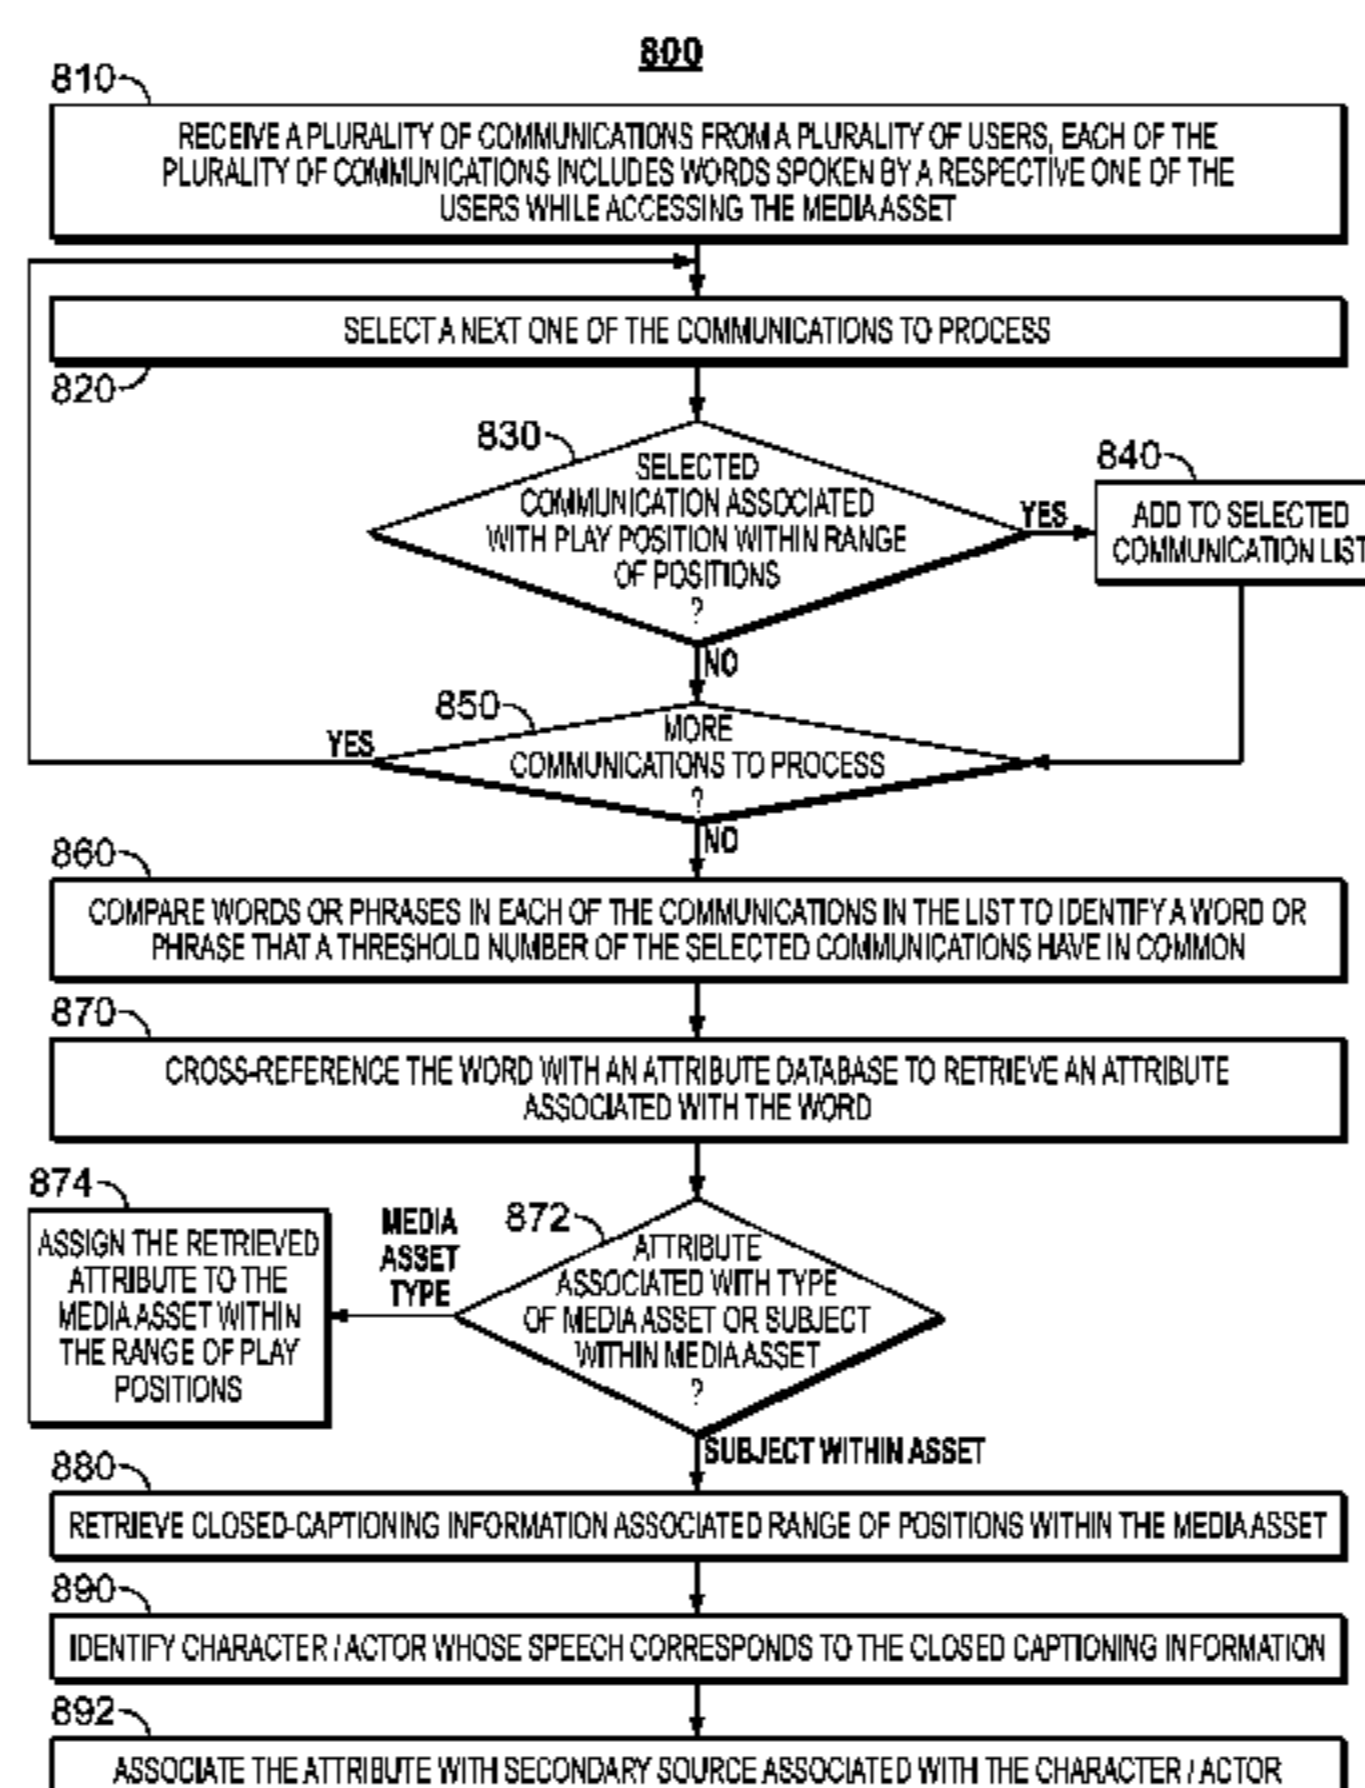 800
810
RECEIVE A PLURALITY OF COMMUNICATIONS FROM A PLURALITY OF USERS, EACH OF THE
PLURALITY OF COMMUNICATIONS INCLUDES WORDS SPOKEN BY A RESPECTIVE ONE OF THE
USERS WHILE ACCESSING THE MEDIA ASSET
SELECT A NEXT ONE OF THE COMMUNICATIONS TO PROCESS
820
830
SELECTED
COMMUNICATION ASSOCIATED
WITH PLAY POSITION WITHIN RANGE
OF POSITIONS
?
YES
840
ADD TO SELECTED
COMMUNICATION LIST
NO
850
MORE
COMMUNICATIONS TO PROCESS
?
YES
NO
860
COMPARE WORDS OR PHRASES IN EACH OF THE COMMUNICATIONS IN THE LIST TO IDENTIFY A WORD OR
PHRASE THAT A THRESHOLD NUMBER OF THE SELECTED COMMUNICATIONS HAVE IN COMMON
870
CROSS-REFERENCE THE WORD WITH AN ATTRIBUTE DATABASE TO RETRIEVE AN ATTRIBUTE
ASSOCIATED WITH THE WORD
872
ATTRIBUTE
ASSOCIATED WITH TYPE
OF MEDIA ASSET OR SUBJECT
WITHIN MEDIA ASSET
?
MEDIA
ASSET
TYPE
874
ASSIGN THE RETRIEVED
ATTRIBUTE TO THE
MEDIA ASSET WITHIN
THE RANGE OF PLAY
POSITIONS
SUBJECT WITHIN ASSET
880
RETRIEVE CLOSED-CAPTIONING INFORMATION ASSOCIATED RANGE OF POSITIONS WITHIN THE MEDIA ASSET
890
IDENTIFY CHARACTER / ACTOR WHOSE SPEECH CORRESPONDS TO THE CLOSED CAPTIONING INFORMATION
892
ASSOCIATE THE ATTRIBUTE WITH SECONDARY SOURCE ASSOCIATED WITH THE CHARACTER / ACTOR